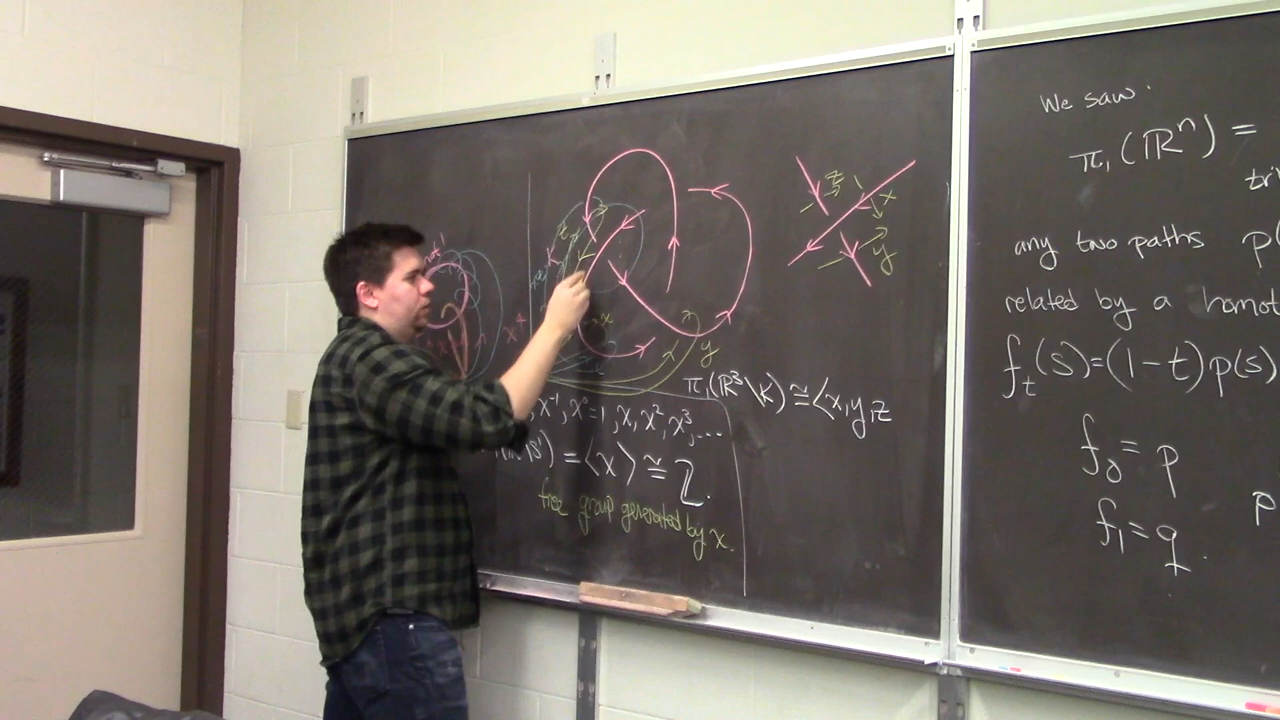 z
x
y
z
x
y
π₁(ℝ³\K) ≅ ⟨x,y,z
x⁻¹, x⁰=1, x, x², x³, ...
= ⟨x⟩ ≅ ℤ.
free group generated by x.
We saw:
π₁(ℝⁿ) =
any two paths p(
related by a homot
fₜ(s)=(1-t)p(s)
f₀ = p
f₁ = q.
p